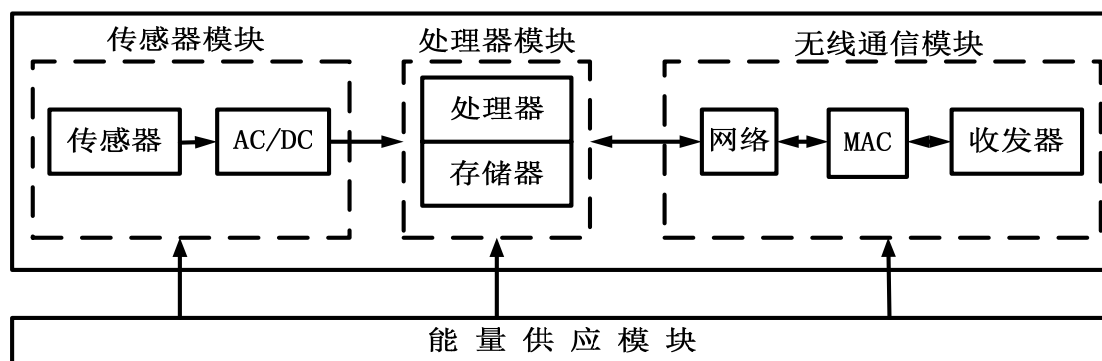 传感器模块
处理器模块
无线通信模块
传感器
AC/DC
处理器
存储器
网络
MAC
收发器
能量供应模块